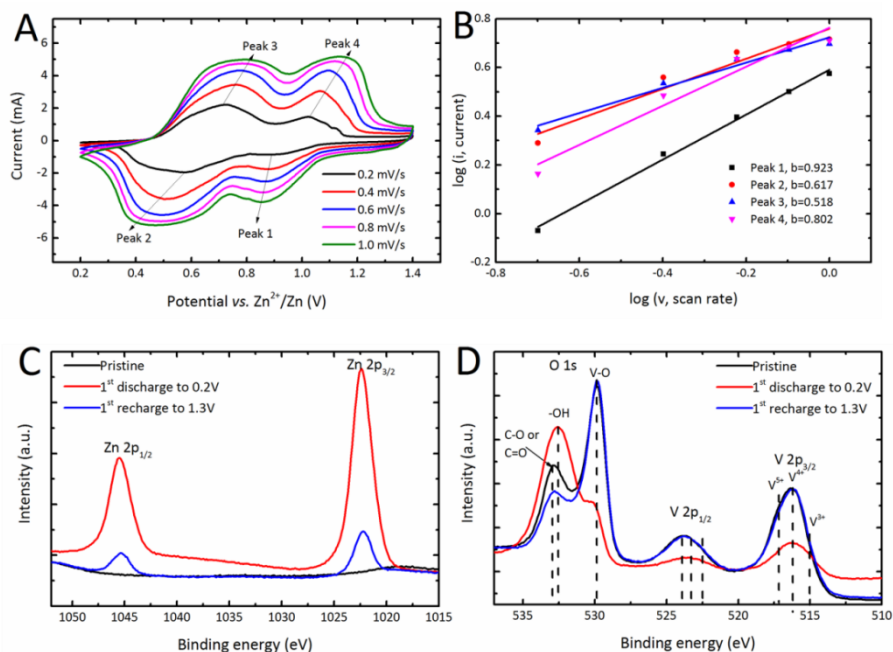 A
Current (mA)
6
4
2
0
-2
-4
-6
Peak 3
Peak 4
Peak 2
Peak 1
0.2 mV/s
0.4 mV/s
0.6 mV/s
0.8 mV/s
1.0 mV/s
0.2 0.4 0.6 0.8 1.0 1.2 1.4
Potential vs. Zn²⁺/Zn (V)
B
log (i, current)
0.8
0.6
0.4
0.2
0.0
-0.2
Peak 1, b=0.923
Peak 2, b=0.617
Peak 3, b=0.518
Peak 4, b=0.802
-0.8 -0.6 -0.4 -0.2 0.0
log (v, scan rate)
C
Intensity (a.u.)
Pristine
1st discharge to 0.2V
1st recharge to 1.3V
Zn 2p3/2
Zn 2p1/2
1050 1045 1040 1035 1030 1025 1020 1015
Binding energy (eV)
D
Intensity (a.u.)
O 1s
V-O
-OH
C-O or
C=O
Pristine
1st discharge to 0.2V
1st recharge to 1.3V
V 2p3/2
V⁵⁺
V⁴⁺
V³⁺
V 2p1/2
535 530 525 520 515 510
Binding energy (eV)